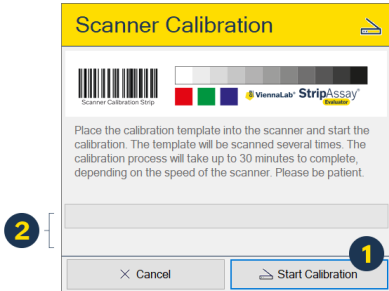 Scanner Calibration
Scanner Calibration Strip
ViennaLab® StripAssay®
Evaluator
Place the calibration template into the scanner and start the
calibration. The template will be scanned several times. The
calibration process will take up to 30 minutes to complete,
depending on the speed of the scanner. Please be patient.
2
1
Cancel
Start Calibration